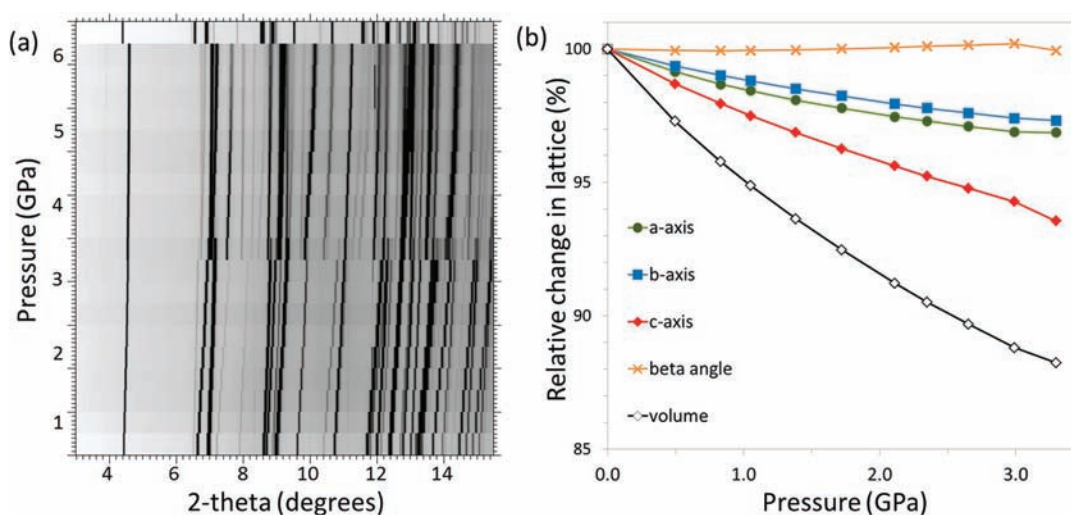 (a)
Pressure (GPa)
6
5
4
3
2
1
4 6 8 10 12 14
2-theta (degrees)
(b)
Relative change in lattice (%)
100
95
90
85
a-axis
b-axis
c-axis
beta angle
volume
0.0 1.0 2.0 3.0
Pressure (GPa)